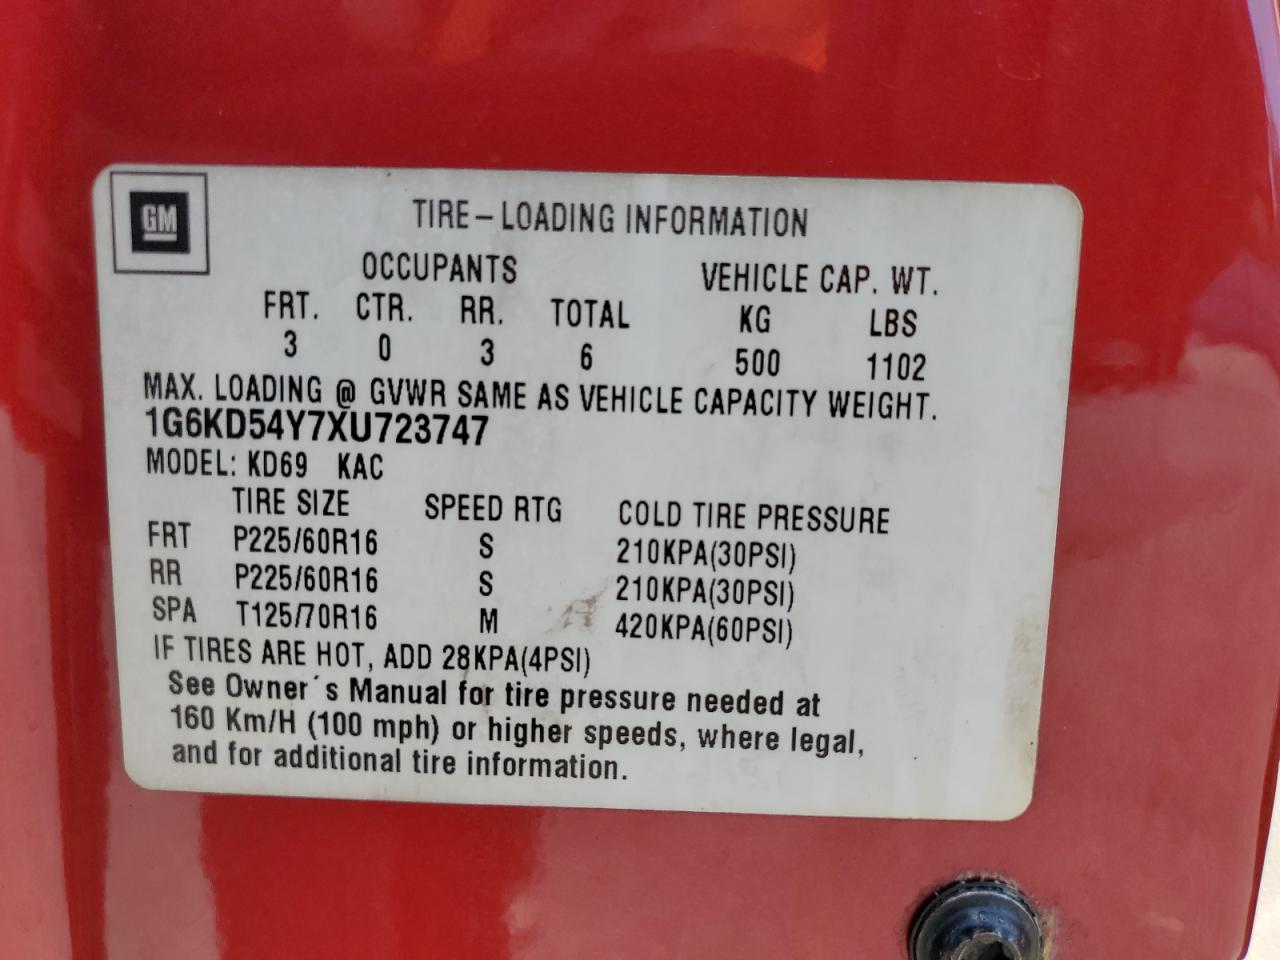 GM
TIRE-LOADING INFORMATION
OCCUPANTS VEHICLE CAP. WT.
FRT. CTR. RR. TOTAL KG LBS
3 0 3 6 500 1102
MAX. LOADING @ GVWR SAME AS VEHICLE CAPACITY WEIGHT.
1G6KD54Y7XU723747
MODEL: KD69 KAC
TIRE SIZE SPEED RTG COLD TIRE PRESSURE
FRT P225/60R16 S 210KPA(30PSI)
RR P225/60R16 S 210KPA(30PSI)
SPA T125/70R16 M 420KPA(60PSI)
IF TIRES ARE HOT, ADD 28KPA(4PSI)
See Owner´s Manual for tire pressure needed at
160 Km/H (100 mph) or higher speeds, where legal,
and for additional tire information.